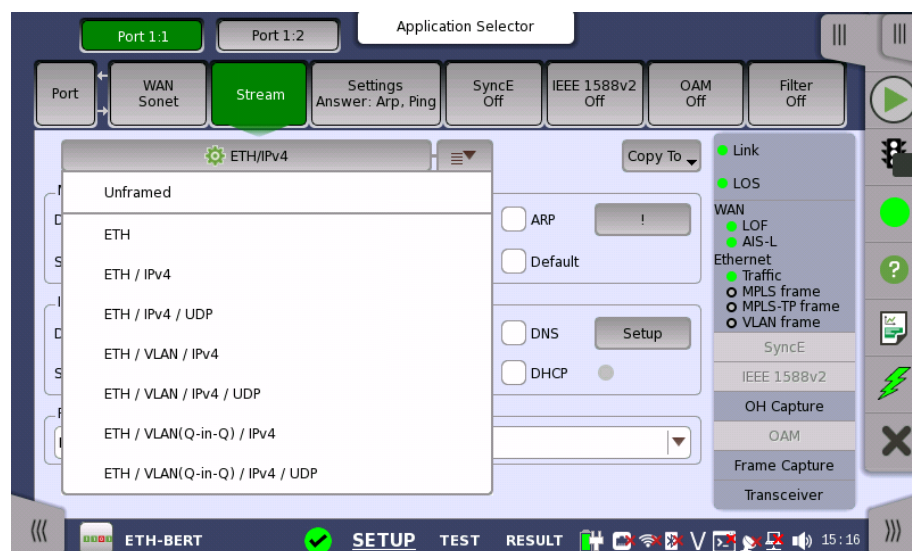 Application Selector
Port 1:1
Port 1:2
Port
WAN
Sonet
Stream
Settings
Answer: Arp, Ping
SyncE
Off
IEEE 1588v2
Off
OAM
Off
Filter
Off
ETH/IPv4
Copy To
Unframed
ETH
ETH / IPv4
ETH / IPv4 / UDP
ETH / VLAN / IPv4
ETH / VLAN / IPv4 / UDP
ETH / VLAN(Q-in-Q) / IPv4
ETH / VLAN(Q-in-Q) / IPv4 / UDP
ARP
!
Default
DNS
Setup
DHCP
Link
LOS
WAN
LOF
AIS-L
Ethernet
Traffic
MPLS frame
MPLS-TP frame
VLAN frame
SyncE
IEEE 1588v2
OH Capture
OAM
Frame Capture
Transceiver
?
ETH-BERT
SETUP
TEST
RESULT
15:16